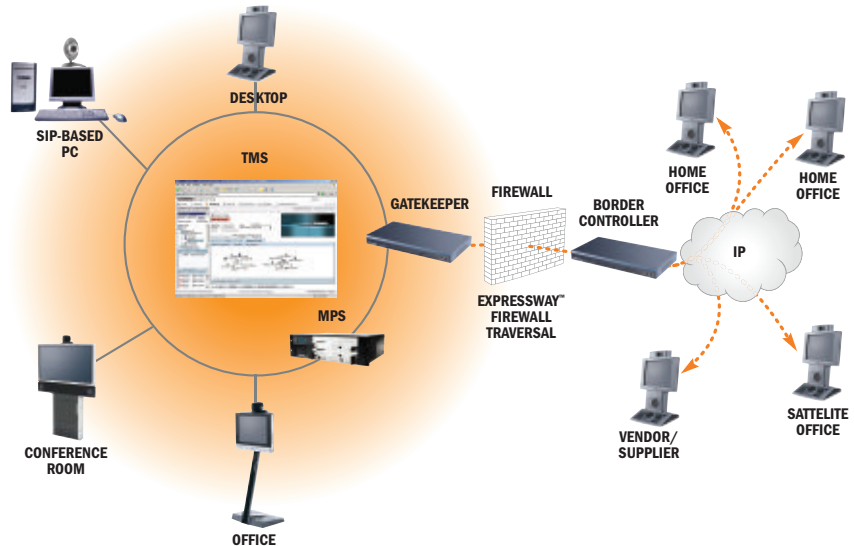 DESKTOP
SIP-BASED
PC
TMS
GATEKEEPER
FIREWALL
BORDER
CONTROLLER
HOME
OFFICE
HOME
OFFICE
IP
EXPRESSWAY™
FIREWALL
TRAVERSAL
MPS
CONFERENCE
ROOM
OFFICE
VENDOR/
SUPPLIER
SATTELITE
OFFICE